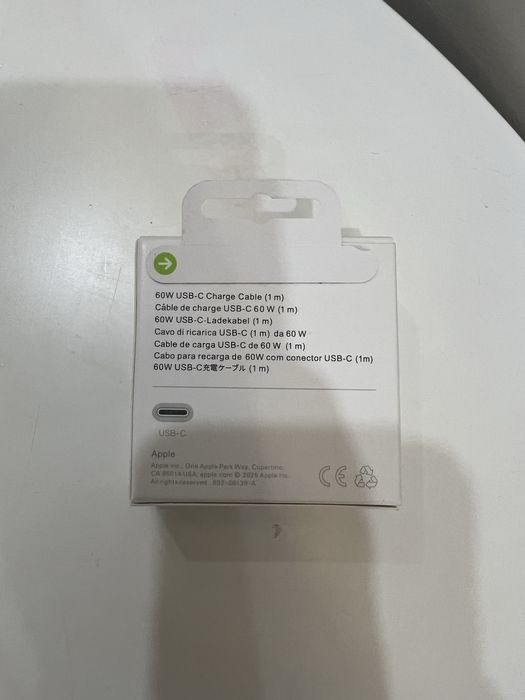 60W USB-C Charge Cable (1 m)
Câble de charge USB-C 60 W (1 m)
60W USB-C-Ladekabel (1 m)
Cavo di ricarica USB-C (1 m) da 60 W
Cable de carga USB-C de 60 W (1 m)
Cabo para recarga de 60W com conector USB-C (1m)
60W USB-C充電ケーブル (1 m)
USB-C
Apple
Apple Inc., One Apple Park Way, Cupertino,
CA 95014 USA. apple.com © 2025 Apple Inc.
All rights reserved. 602-06139-A
CE